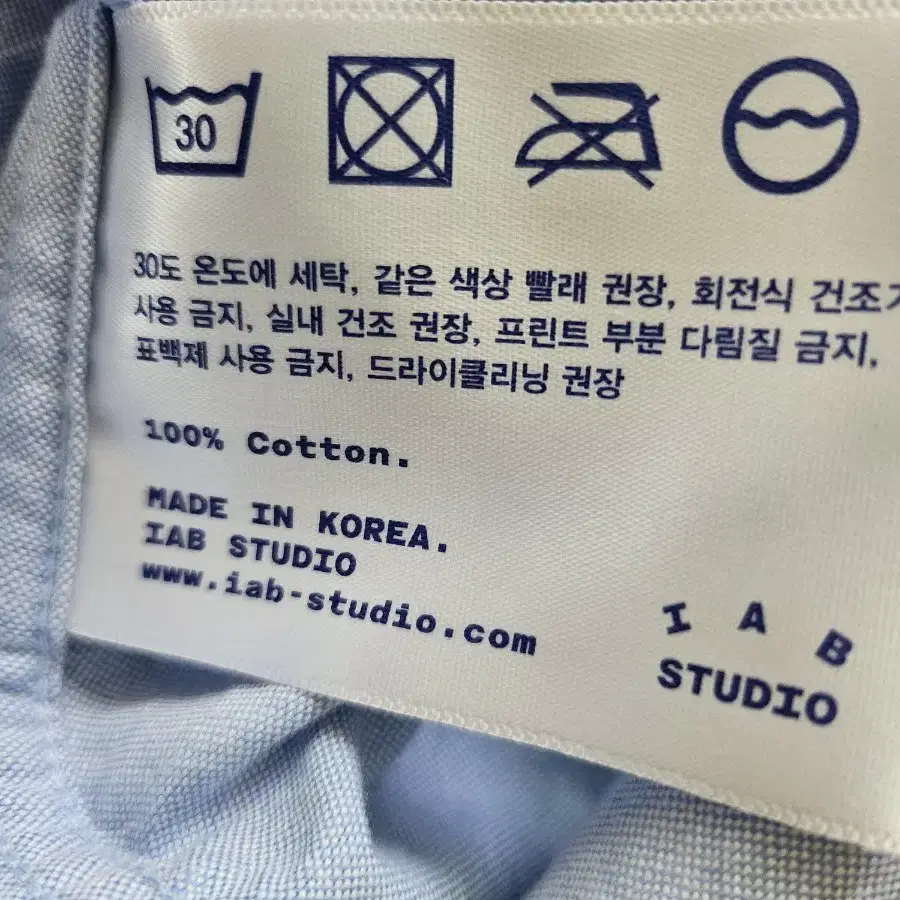 30
30도 온도에 세탁, 같은 색상 빨래 권장, 회전식 건조기
사용 금지, 실내 건조 권장, 프린트 부분 다림질 금지,
표백제 사용 금지, 드라이클리닝 권장
100% Cotton.
MADE IN KOREA.
IAB STUDIO
www.iab-studio.com
I A B
STUDIO